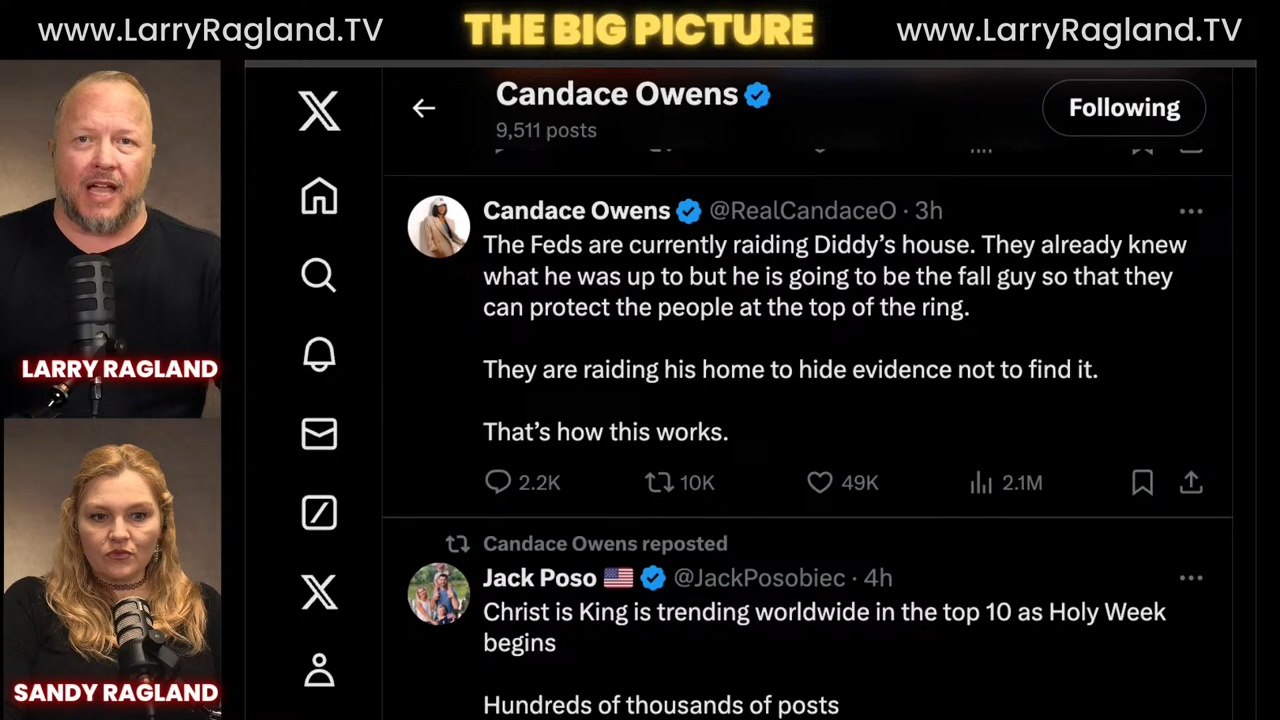 www.LarryRagland.TV
THE BIG PICTURE
www.LarryRagland.TV
Candace Owens
9,511 posts
Following
Candace Owens @RealCandaceO · 3h
The Feds are currently raiding Diddy’s house. They already knew
what he was up to but he is going to be the fall guy so that they
can protect the people at the top of the ring.
They are raiding his home to hide evidence not to find it.
That’s how this works.
2.2K 10K 49K 2.1M
Candace Owens reposted
Jack Poso 🇺🇸 @JackPosobiec · 4h
Christ is King is trending worldwide in the top 10 as Holy Week
begins
Hundreds of thousands of posts
LARRY RAGLAND
SANDY RAGLAND